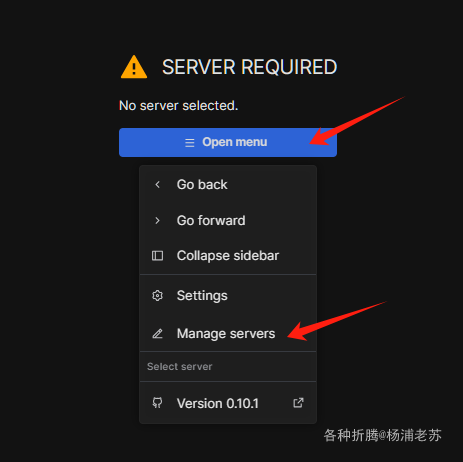 SERVER REQUIRED
No server selected.
Open menu
Go back
Go forward
Collapse sidebar
Settings
Manage servers
Select server
Version 0.10.1
各种折腾@杨浦老苏